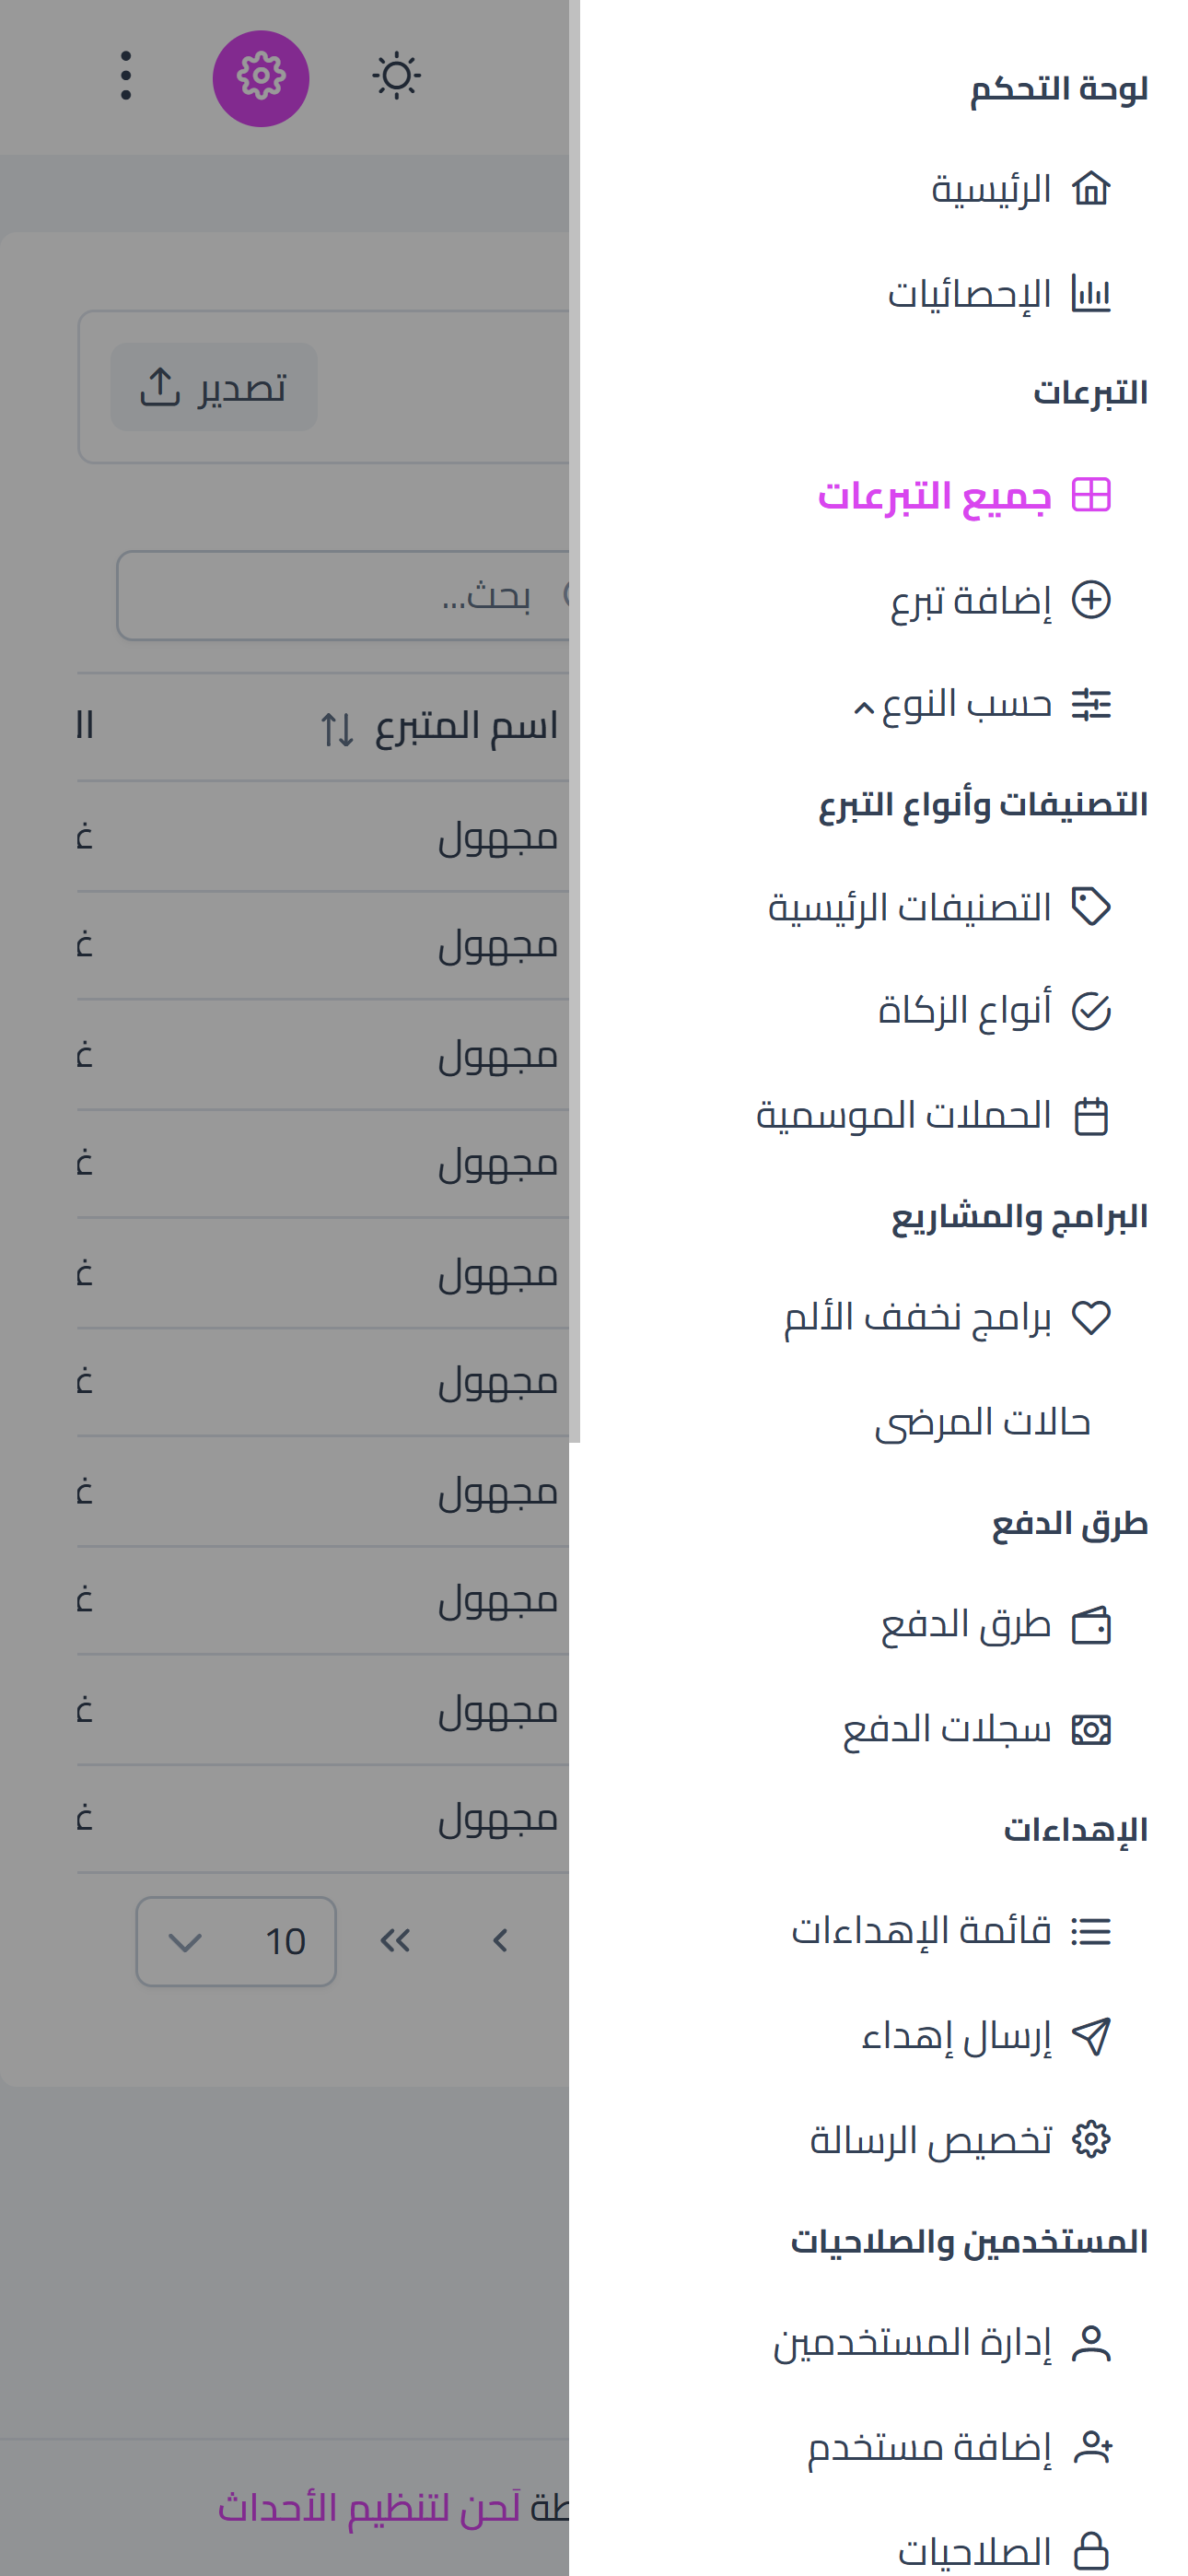 لوحة التحكم
الرئيسية
الإحصائيات
التبرعات
جميع التبرعات
إضافة تبرع
حسب النوع
التصنيفات وأنواع التبرع
التصنيفات الرئيسية
أنواع الزكاة
الحملات الموسمية
البرامج والمشاريع
برامج نخفف الألم
حالات المرضى
طرق الدفع
طرق الدفع
سجلات الدفع
الإهداءات
قائمة الإهداءات
إرسال إهداء
تخصيص الرسالة
المستخدمين والصلاحيات
إدارة المستخدمين
إضافة مستخدم
الصلاحيات
تصدير
بحث...
اسم المتبرع
مجهول
مجهول
مجهول
مجهول
مجهول
مجهول
مجهول
مجهول
مجهول
مجهول
10
لَحن لتنظيم الأحداث